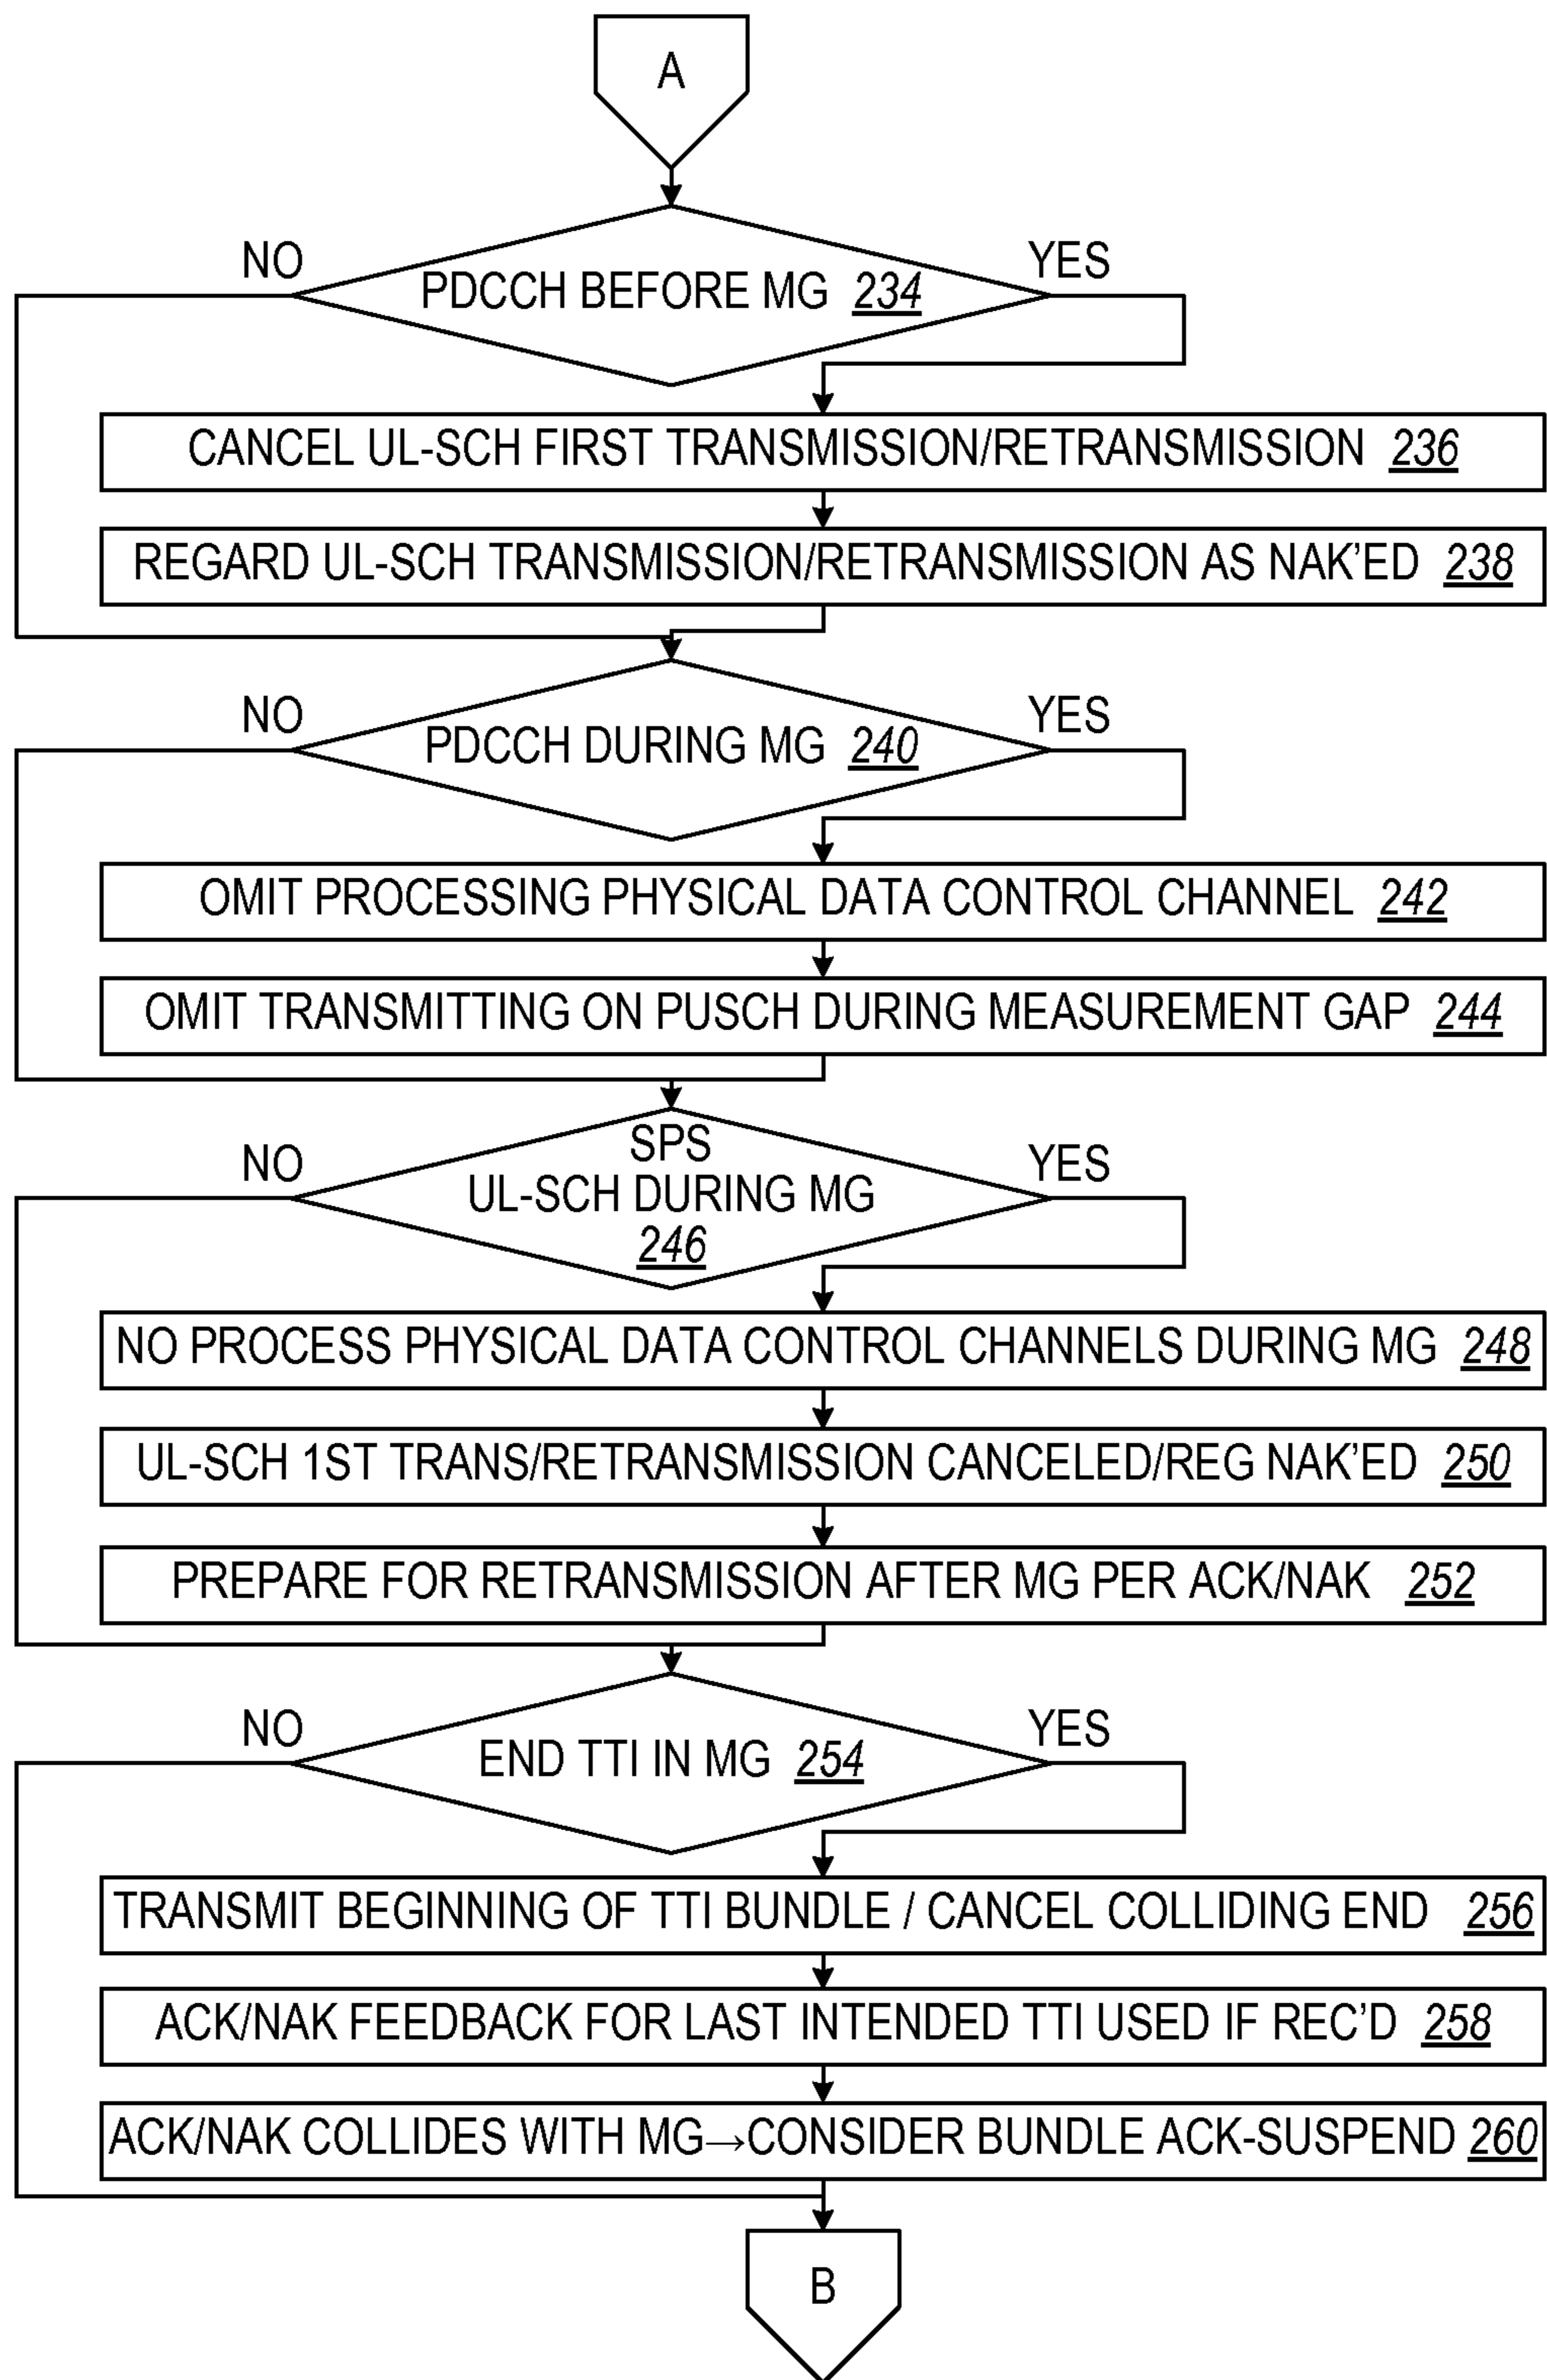 A
NO
YES
PDCCH BEFORE MG 234
CANCEL UL-SCH FIRST TRANSMISSION/RETRANSMISSION 236
REGARD UL-SCH TRANSMISSION/RETRANSMISSION AS NAK’ED 238
NO
YES
PDCCH DURING MG 240
OMIT PROCESSING PHYSICAL DATA CONTROL CHANNEL 242
OMIT TRANSMITTING ON PUSCH DURING MEASUREMENT GAP 244
NO
YES
SPS
UL-SCH DURING MG
246
NO PROCESS PHYSICAL DATA CONTROL CHANNELS DURING MG 248
UL-SCH 1ST TRANS/RETRANSMISSION CANCELED/REG NAK’ED 250
PREPARE FOR RETRANSMISSION AFTER MG PER ACK/NAK 252
NO
YES
END TTI IN MG 254
TRANSMIT BEGINNING OF TTI BUNDLE / CANCEL COLLIDING END 256
ACK/NAK FEEDBACK FOR LAST INTENDED TTI USED IF REC’D 258
ACK/NAK COLLIDES WITH MG→CONSIDER BUNDLE ACK-SUSPEND 260
B